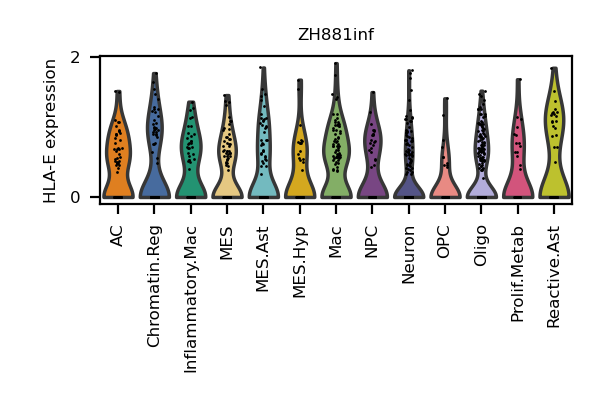 ZH881inf
HLA-E expression
2
0
AC
Chromatin.Reg
Inflammatory.Mac
MES
MES.Ast
MES.Hyp
Mac
NPC
Neuron
OPC
Oligo
Prolif.Metab
Reactive.Ast